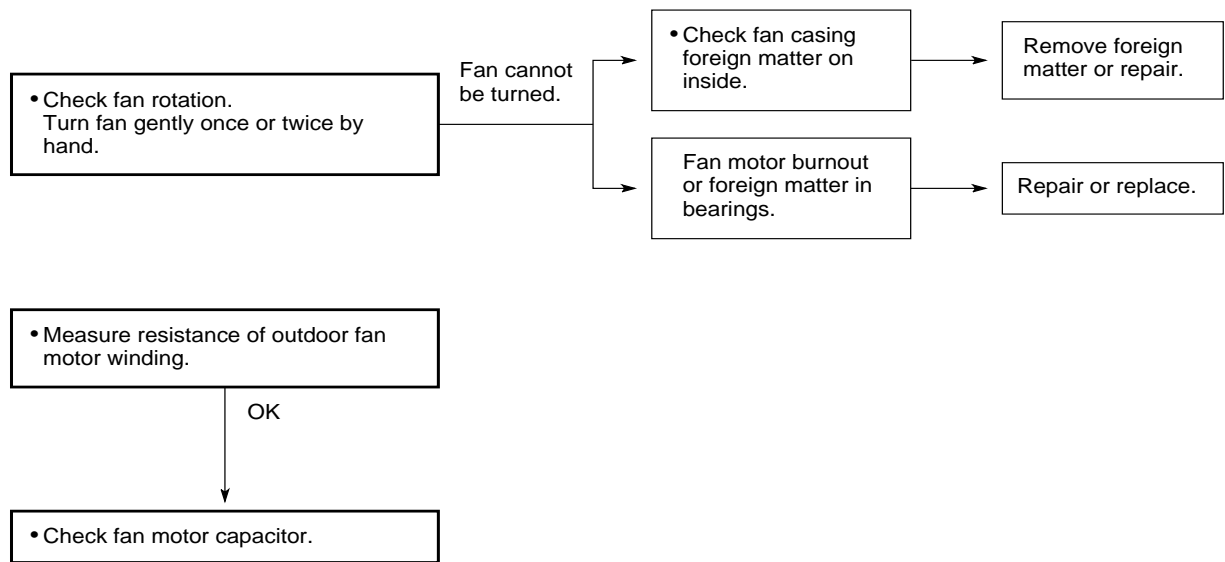 • Check fan rotation.
Turn fan gently once or twice by
hand.
Fan cannot
be turned.
• Check fan casing
foreign matter on
inside.
Remove foreign
matter or repair.
Fan motor burnout
or foreign matter in
bearings.
Repair or replace.
• Measure resistance of outdoor fan
motor winding.
OK
• Check fan motor capacitor.